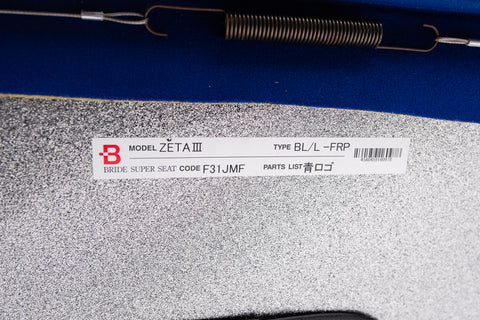 B MODEL ZETA III TYPE BL/L -FRP
BRIDE SUPER SEAT CODE F31JMF PARTS LIST 青ロゴ